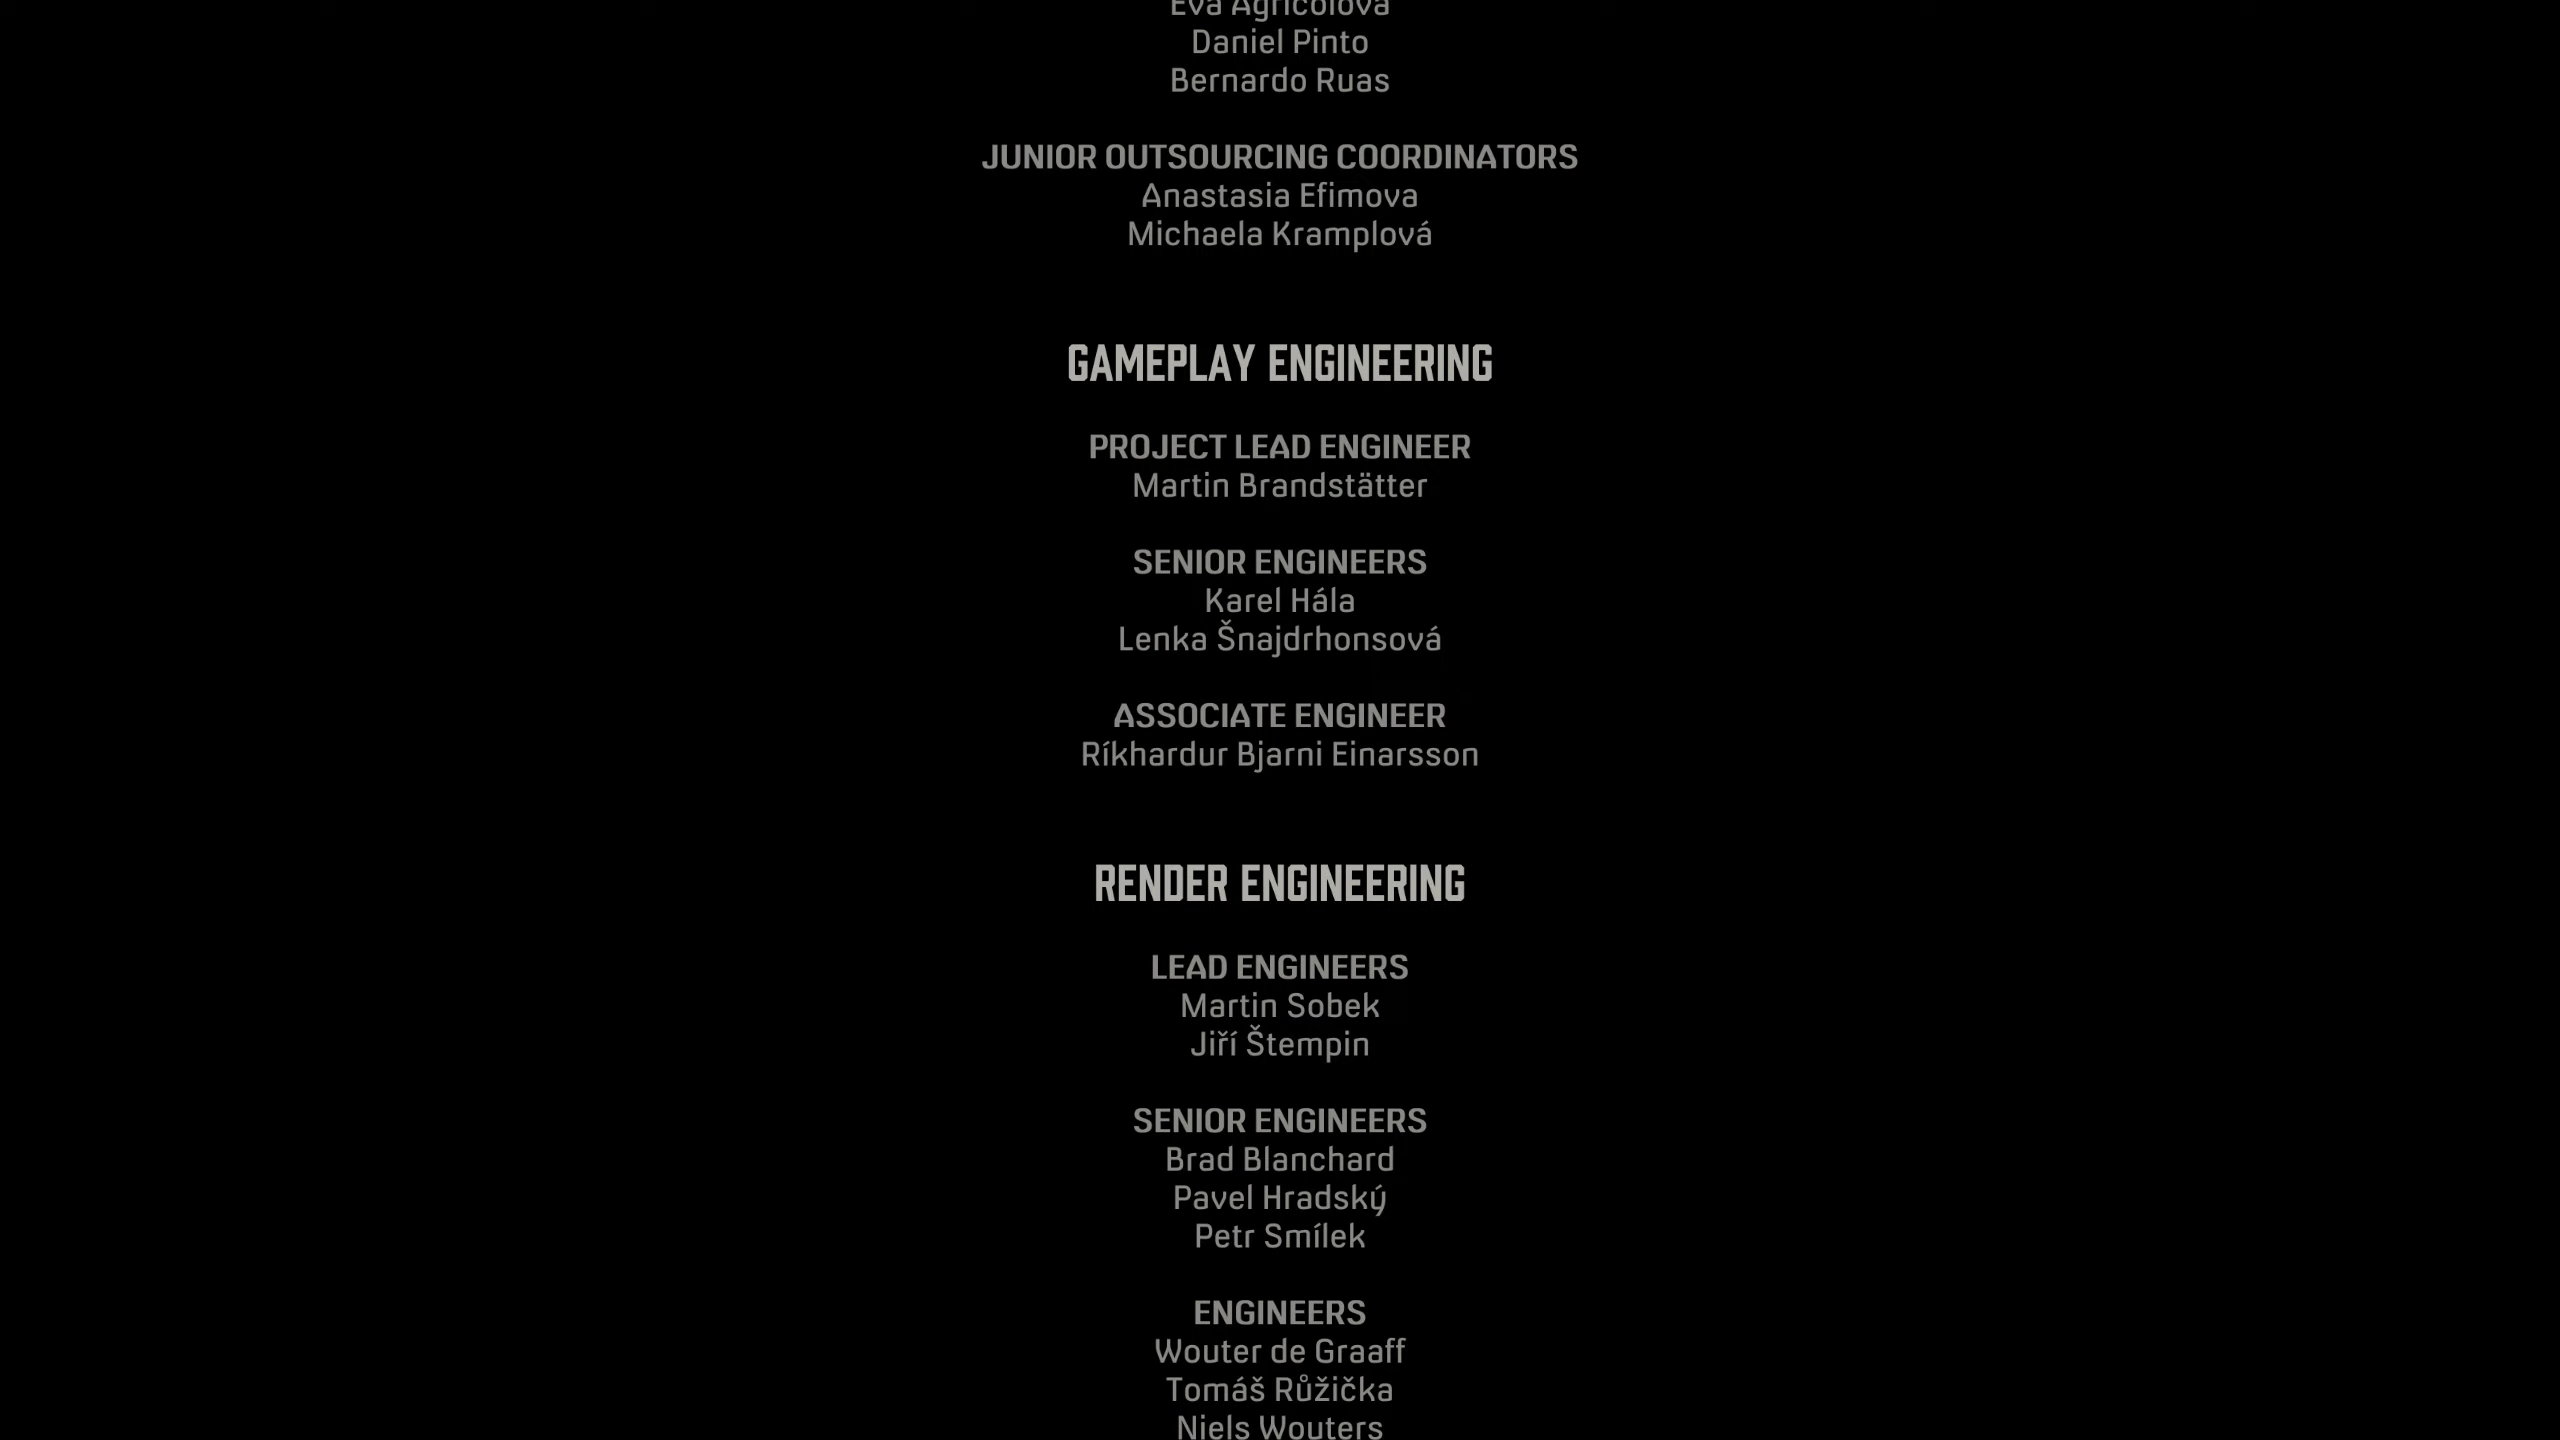 Eva Agricolová
Daniel Pinto
Bernardo Ruas
JUNIOR OUTSOURCING COORDINATORS
Anastasia Efimova
Michaela Kramplová
GAMEPLAY ENGINEERING
PROJECT LEAD ENGINEER
Martin Brandstätter
SENIOR ENGINEERS
Karel Hála
Lenka Šnajdrhonsová
ASSOCIATE ENGINEER
Ríkhardur Bjarni Einarsson
RENDER ENGINEERING
LEAD ENGINEERS
Martin Sobek
Jiří Štempin
SENIOR ENGINEERS
Brad Blanchard
Pavel Hradský
Petr Smílek
ENGINEERS
Wouter de Graaff
Tomáš Růžička
Niels Wouters